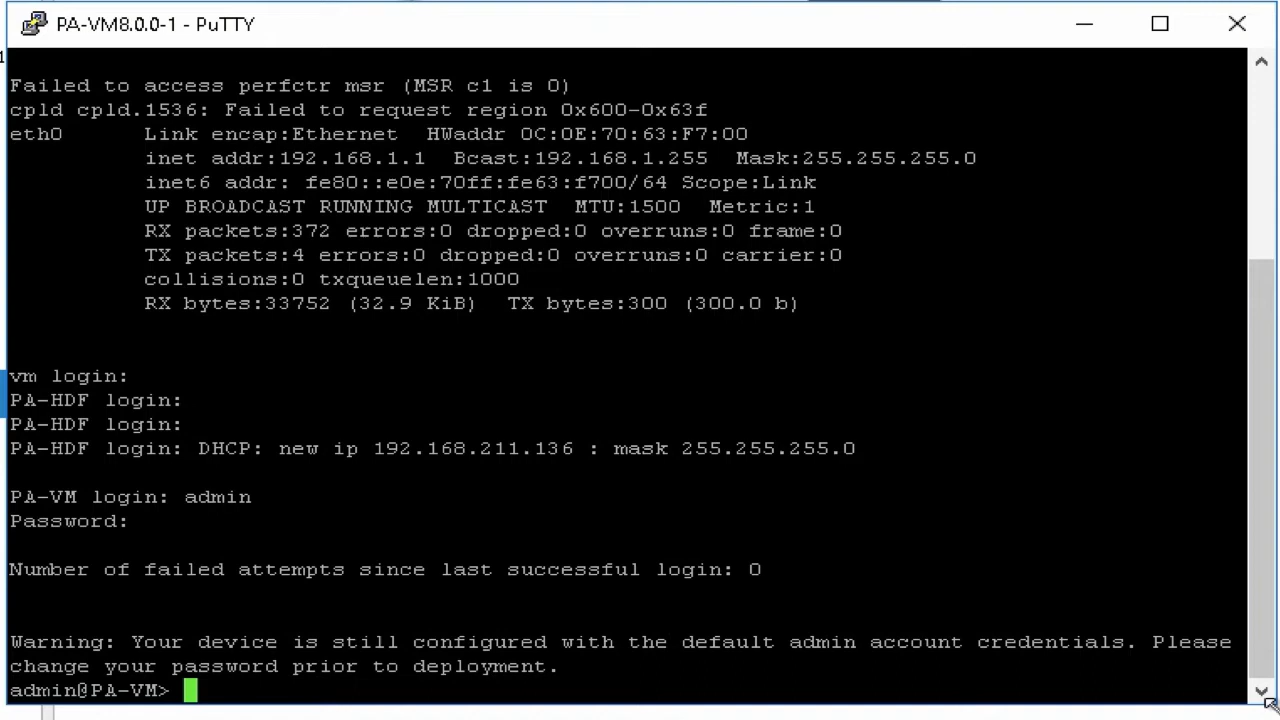 PA-VM8.0.0-1 - PuTTY
1
Failed to access perfctr msr (MSR c1 is 0)
cpld cpld.1536: Failed to request region 0x600-0x63f
eth0      Link encap:Ethernet  HWaddr 0C:0E:70:63:F7:00
inet addr:192.168.1.1  Bcast:192.168.1.255  Mask:255.255.255.0
inet6 addr: fe80::e0e:70ff:fe63:f700/64 Scope:Link
UP BROADCAST RUNNING MULTICAST  MTU:1500  Metric:1
RX packets:372 errors:0 dropped:0 overruns:0 frame:0
TX packets:4 errors:0 dropped:0 overruns:0 carrier:0
collisions:0 txqueuelen:1000
RX bytes:33752 (32.9 KiB)  TX bytes:300 (300.0 b)
vm login:
PA-HDF login:
PA-HDF login:
PA-HDF login: DHCP: new ip 192.168.211.136 : mask 255.255.255.0
PA-VM login: admin
Password:
Number of failed attempts since last successful login: 0
Warning: Your device is still configured with the default admin account credentials. Please
change your password prior to deployment.
admin@PA-VM>